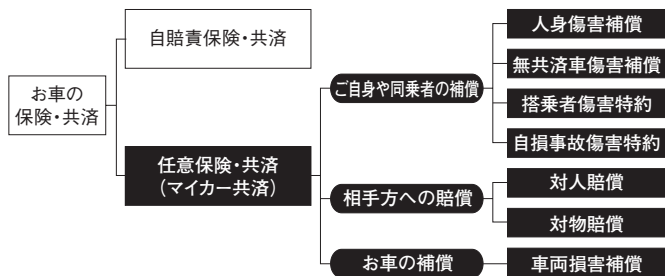 お車の
保険・共済
自賠責保険・共済
任意保険・共済
（マイカー共済）
ご自身や同乗者の補償
人身傷害補償
無共済車傷害補償
搭乗者傷害特約
自損事故傷害特約
相手方への賠償
対人賠償
対物賠償
お車の補償
車両損害補償